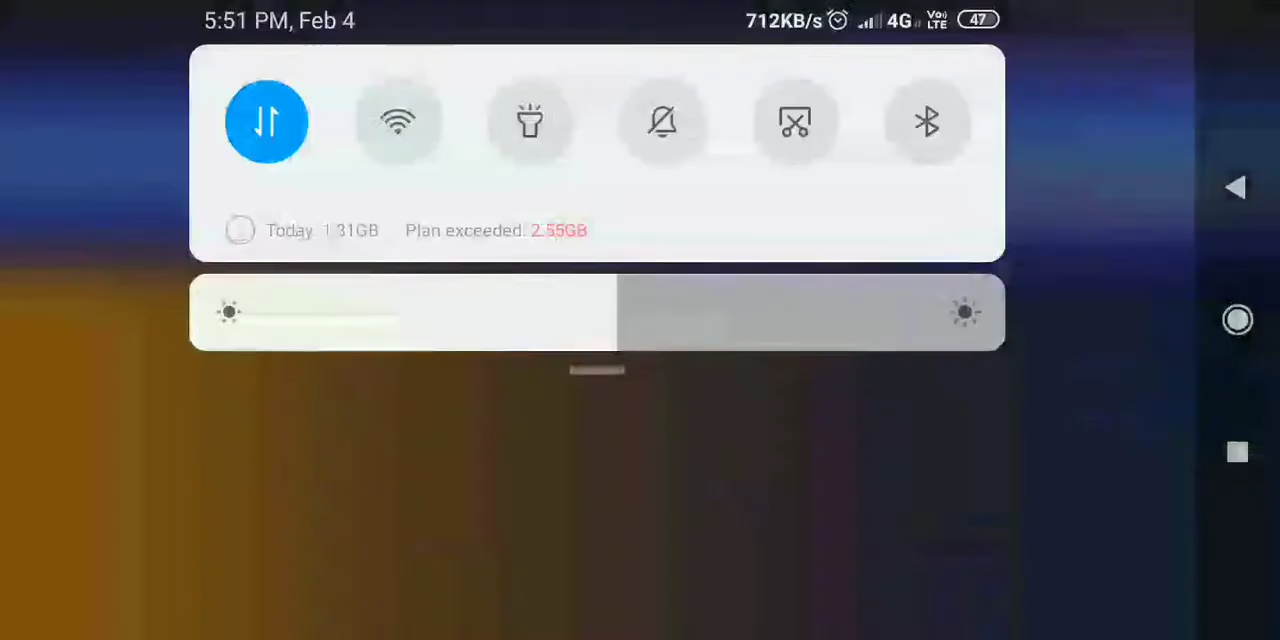 5:51 PM, Feb 4 712KB/s 4G Vo) LTE 47
Today: 1.31GB Plan exceeded: 2.55GB